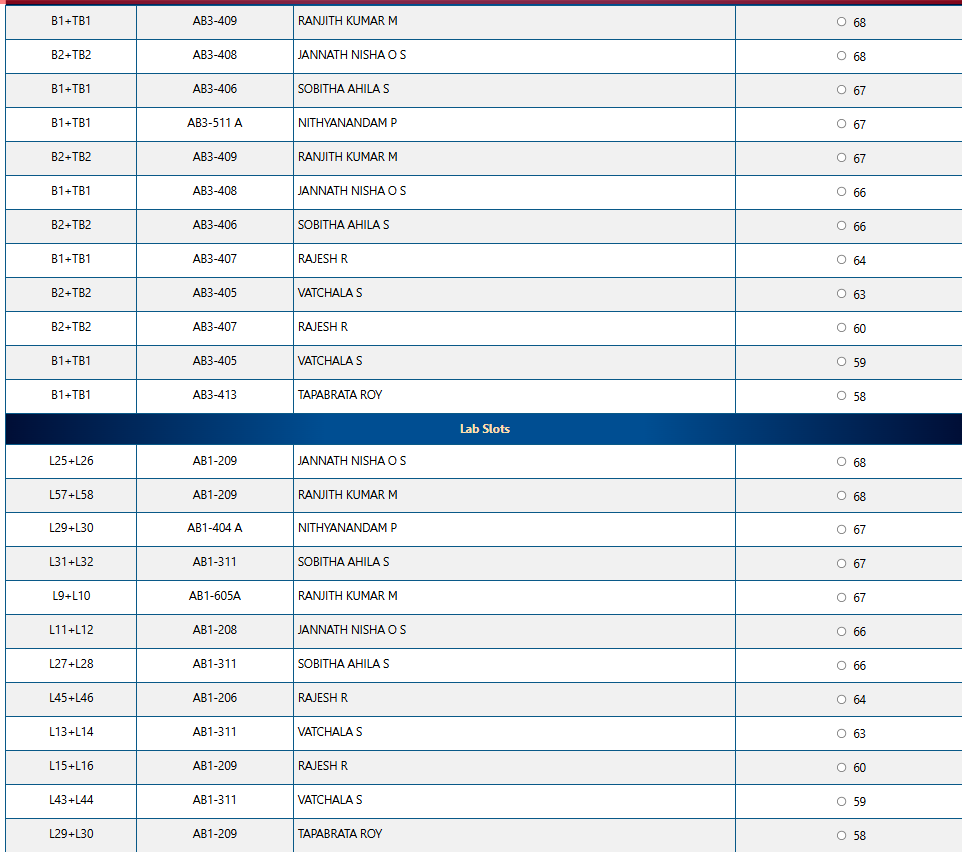 B1+TB1 AB3-409 RANJITH KUMAR M 68
B2+TB2 AB3-408 JANNATH NISHA O S 68
B1+TB1 AB3-406 SOBITHA AHILA S 67
B1+TB1 AB3-511 A NITHYANANDAM P 67
B2+TB2 AB3-409 RANJITH KUMAR M 67
B1+TB1 AB3-408 JANNATH NISHA O S 66
B2+TB2 AB3-406 SOBITHA AHILA S 66
B1+TB1 AB3-407 RAJESH R 64
B2+TB2 AB3-405 VATCHALA S 63
B2+TB2 AB3-407 RAJESH R 60
B1+TB1 AB3-405 VATCHALA S 59
B1+TB1 AB3-413 TAPABRATA ROY 58
Lab Slots
L25+L26 AB1-209 JANNATH NISHA O S 68
L57+L58 AB1-209 RANJITH KUMAR M 68
L29+L30 AB1-404 A NITHYANANDAM P 67
L31+L32 AB1-311 SOBITHA AHILA S 67
L9+L10 AB1-605A RANJITH KUMAR M 67
L11+L12 AB1-208 JANNATH NISHA O S 66
L27+L28 AB1-311 SOBITHA AHILA S 66
L45+L46 AB1-206 RAJESH R 64
L13+L14 AB1-311 VATCHALA S 63
L15+L16 AB1-209 RAJESH R 60
L43+L44 AB1-311 VATCHALA S 59
L29+L30 AB1-209 TAPABRATA ROY 58